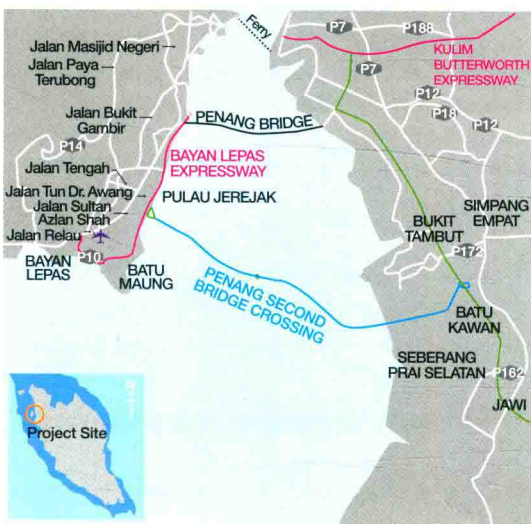 Ferry
P7
P188
Jalan Masijid Negeri
Jalan Paya
Terubong
P7
KULIM
BUTTERWORTH
EXPRESSWAY
P12
P18
P12
Jalan Bukit
Gambir
PENANG BRIDGE
P14
BAYAN LEPAS
EXPRESSWAY
Jalan Tengah
Jalan Tun Dr. Awang
PULAU JEREJAK
Jalan Sultan
Azlan Shah
Jalan Relau
SIMPANG
EMPAT
BUKIT
TAMBUT
P172
BAYAN
LEPAS
P10
BATU
MAUNG
PENANG SECOND
BRIDGE CROSSING
BATU
KAWAN
SEBERANG
PRAI SELATAN
P162
JAWI
N
Project Site